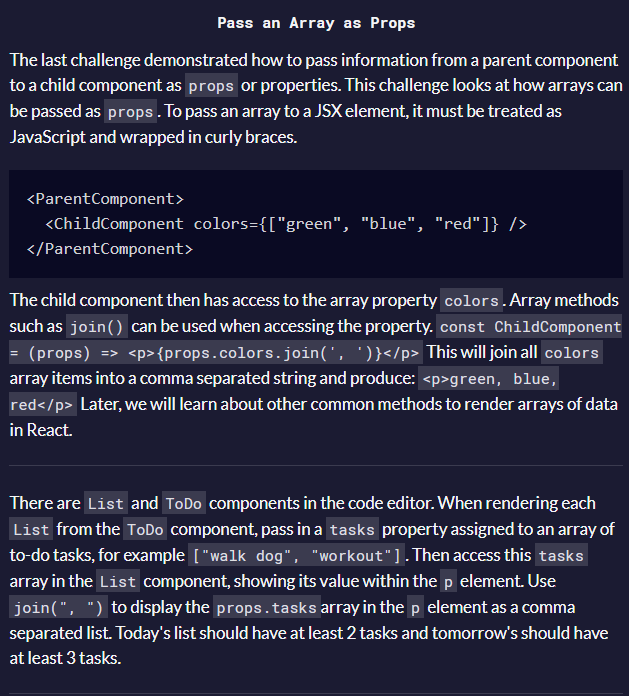 Pass an Array as Props
The last challenge demonstrated how to pass information from a parent component
to a child component as props or properties. This challenge looks at how arrays can
be passed as props. To pass an array to a JSX element, it must be treated as
JavaScript and wrapped in curly braces.
<ParentComponent>
  <ChildComponent colors={["green", "blue", "red"]} />
</ParentComponent>
The child component then has access to the array property colors. Array methods
such as join() can be used when accessing the property. const ChildComponent
= (props) => <p>{props.colors.join(', ')}</p> This will join all colors
array items into a comma separated string and produce: <p>green, blue,
red</p> Later, we will learn about other common methods to render arrays of data
in React.
There are List and ToDo components in the code editor. When rendering each
List from the ToDo component, pass in a tasks property assigned to an array of
to-do tasks, for example ["walk dog", "workout"]. Then access this tasks
array in the List component, showing its value within the p element. Use
join(", ") to display the props.tasks array in the p element as a comma
separated list. Today's list should have at least 2 tasks and tomorrow's should have
at least 3 tasks.